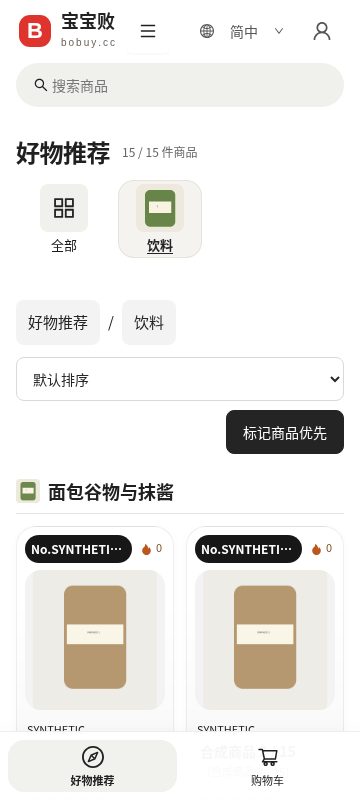 B 宝宝败
bobuy.cc
简中
搜索商品
好物推荐 15 / 15 件商品
全部 饮料
好物推荐 / 饮料
默认排序
标记商品优先
面包谷物与抹酱
No.SYNTHETI··· 0 No.SYNTHETI··· 0
SYNTHETIC SYNTHETIC
好物推荐 购物车